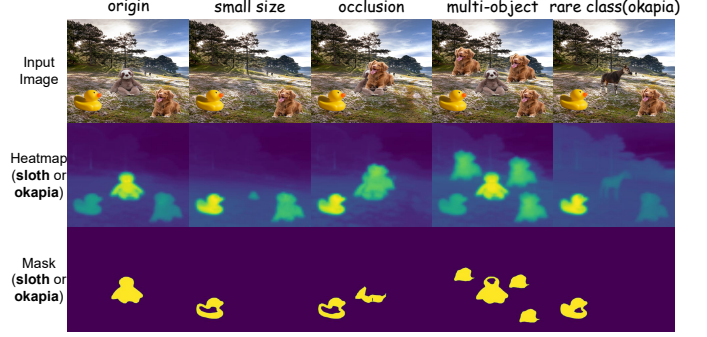 origin small size occlusion multi-object rare class(okapia)
Input
Image
Heatmap
(sloth or
okapia)
Mask
(sloth or
okapia)